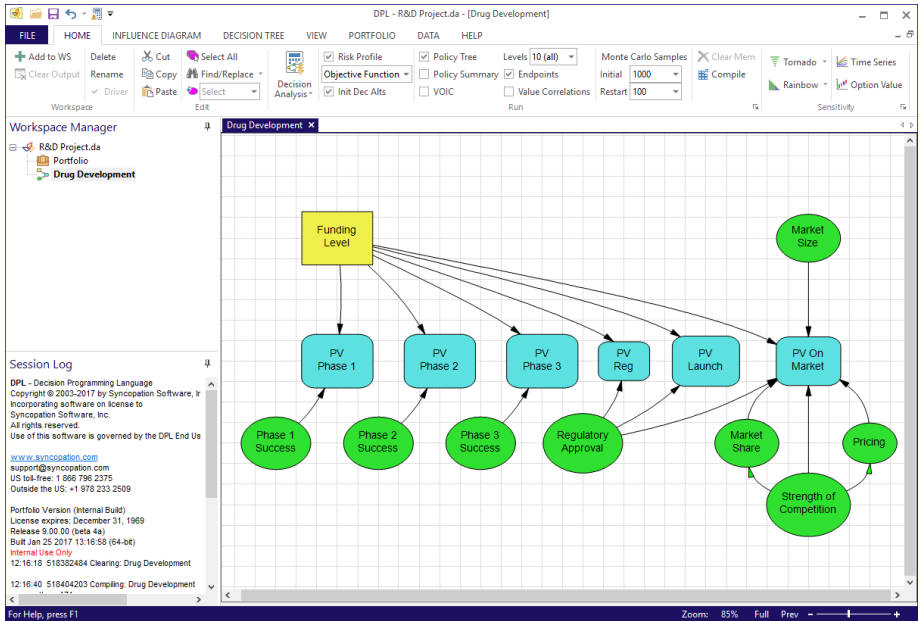 DPL - R&D Project.da - [Drug Development]
FILE HOME INFLUENCE DIAGRAM DECISION TREE VIEW PORTFOLIO DATA HELP
Add to WS Delete Cut Select All Risk Profile Policy Tree Levels 10 (all) Monte Carlo Samples Clear Mem Tornado Time Series
Clear Output Rename Copy Find/Replace Objective Function Policy Summary Endpoints Initial 1000 Compile
Driver Paste Select Decision Analysis Init Dec Alts VOIC Value Correlations Restart 100 Rainbow Option Value
Workspace Edit Run Sensitivity
Workspace Manager
R&D Project.da
Portfolio
Drug Development
Session Log
DPL - Decision Programming Language
Copyright © 2003-2017 by Syncopation Software, Ir
Incorporating software on license to
Syncopation Software, Inc.
All rights reserved.
Use of this software is governed by the DPL End Us
www.syncopation.com
support@syncopation.com
US toll-free: 1 866 796 2375
Outside the US: +1 978 233 2509
Portfolio Version (Internal Build)
License expires: December 31, 1969
Release 9.00.00 (beta 4a)
Built Jan 25 2017 13:16:58 (64-bit)
Internal Use Only
12:16:18 518382484 Clearing: Drug Development
12:16:40 518404203 Compiling: Drug Development
Drug Development
Funding
Level
Market
Size
PV
Phase 1
PV
Phase 2
PV
Phase 3
PV
Reg
PV
Launch
PV On
Market
Phase 1
Success
Phase 2
Success
Phase 3
Success
Regulatory
Approval
Market
Share
Pricing
Strength of
Competition
For Help, press F1
Zoom: 85% Full Prev